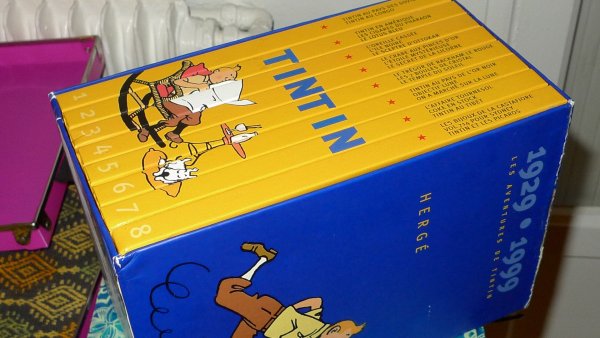 TINTIN AU PAYS DES SOVIETS
TINTIN AU CONGO
TINTIN EN AMÉRIQUE
LES CIGARES DU PHARAON
LE LOTUS BLEU
L'OREILLE CASSÉE
L'ILE NOIRE
LE SCEPTRE D'OTTOKAR
LE CRABE AUX PINCES D'OR
L'ÉTOILE MYSTÉRIEUSE
LE SECRET DE LA LICORNE
LE TRÉSOR DE RACKHAM LE ROUGE
LES 7 BOULES DE CRISTAL
LE TEMPLE DU SOLEIL
TINTIN AU PAYS DE L'OR NOIR
OBJECTIF LUNE
ON A MARCHÉ SUR LA LUNE
L'AFFAIRE TOURNESOL
COKE EN STOCK
TINTIN AU TIBET
LES BIJOUX DE LA CASTAFIORE
VOL 714 POUR SYDNEY
TINTIN ET LES PICAROS
TINTIN
1
2
3
4
5
6
7
8
HERGÉ
1929 • 1999
LES AVENTURES DE TINTIN